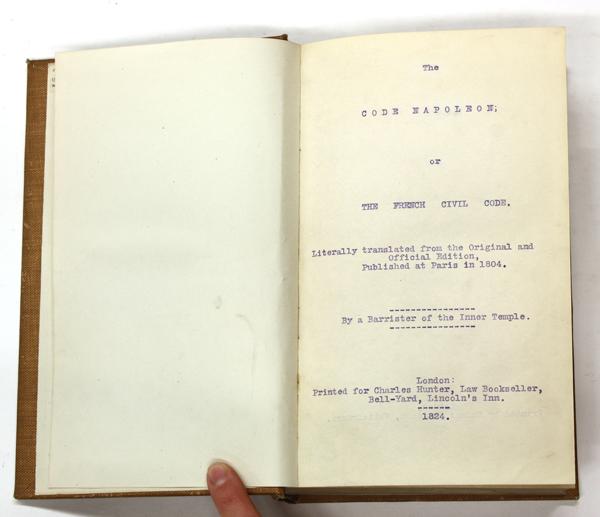 The
CODE NAPOLEON;
or
THE FRENCH CIVIL CODE.
Literally translated from the Original and
Official Edition,
Published at Paris in 1804.
By a Barrister of the Inner Temple.
London:
Printed for Charles Hunter, Law Bookseller,
Bell-Yard, Lincoln's Inn.
1824.